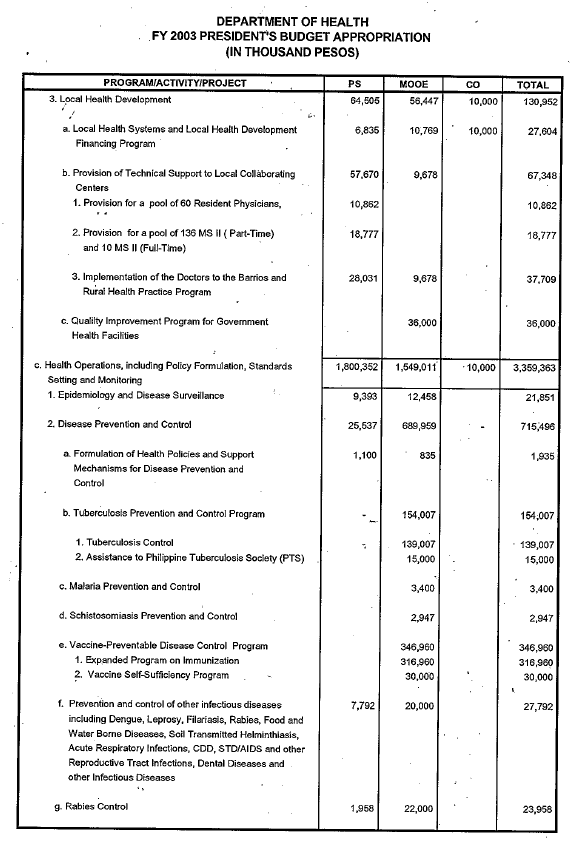 DEPARTMENT OF HEALTH
FY 2003 PRESIDENT'S BUDGET APPROPRIATION
(IN THOUSAND PESOS)
PROGRAM/ACTIVITY/PROJECT PS MOOE CO TOTAL
3. Local Health Development 64,505 56,447 10,000 130,952
a. Local Health Systems and Local Health Development 6,835 10,769 10,000 27,604
Financing Program
b. Provision of Technical Support to Local Collaborating 57,670 9,678 67,348
Centers
1. Provision for a pool of 60 Resident Physicians, 10,862 10,862
2. Provision for a pool of 136 MS II ( Part-Time) 18,777 18,777
and 10 MS II (Full-Time)
3. Implementation of the Doctors to the Barrios and 28,031 9,678 37,709
Rural Health Practice Program
c. Quality Improvement Program for Government 36,000 36,000
Health Facilities
c. Health Operations, including Policy Formulation, Standards 1,800,352 1,549,011 10,000 3,359,363
Setting and Monitoring
1. Epidemiology and Disease Surveillance 9,393 12,458 21,851
2. Disease Prevention and Control 25,537 689,959 - 715,496
a. Formulation of Health Policies and Support 1,100 835 1,935
Mechanisms for Disease Prevention and
Control
b. Tuberculosis Prevention and Control Program - 154,007 154,007
1. Tuberculosis Control - 139,007 139,007
2. Assistance to Philippine Tuberculosis Society (PTS) 15,000 15,000
c. Malaria Prevention and Control 3,400 3,400
d. Schistosomiasis Prevention and Control 2,947 2,947
e. Vaccine-Preventable Disease Control Program 346,960 346,960
1. Expanded Program on Immunization 316,960 316,960
2. Vaccine Self-Sufficiency Program 30,000 30,000
f. Prevention and control of other infectious diseases 7,792 20,000 27,792
including Dengue, Leprosy, Filariasis, Rabies, Food and
Water Borne Diseases, Soil Transmitted Helminthiasis,
Acute Respiratory Infections, CDD, STD/AIDS and other
Reproductive Tract Infections, Dental Diseases and
other Infectious Diseases
g. Rabies Control 1,958 22,000 23,958